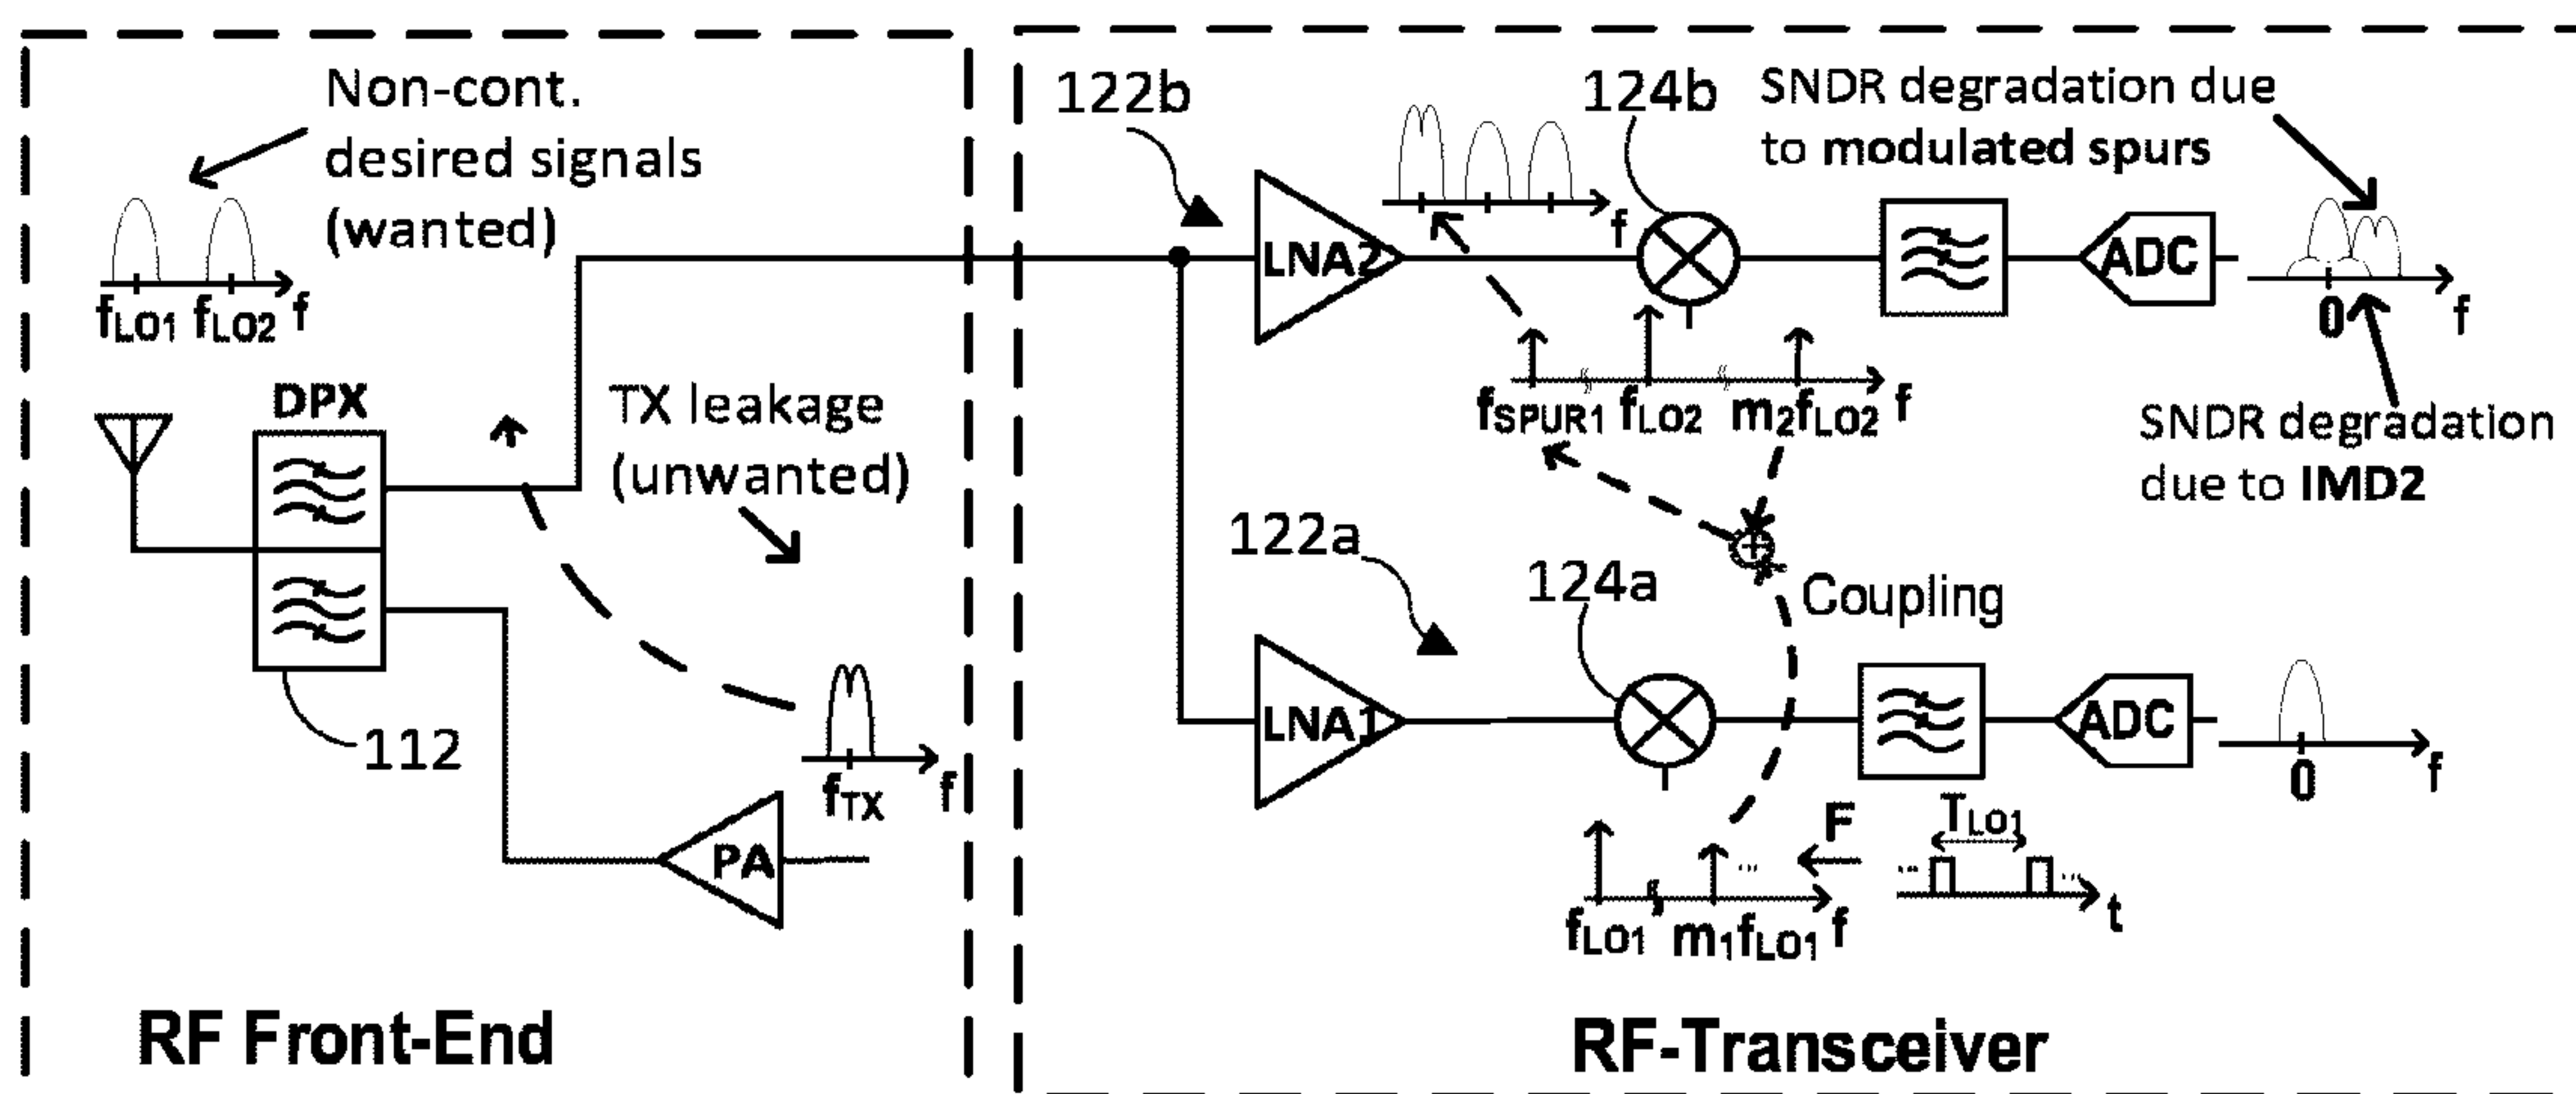 Non-cont.
desired signals
(wanted)
fLO1 fLO2 f
DPX
TX leakage
(unwanted)
112
fTX f
PA
RF Front-End
122b
LNA2
f
124b
SNDR degradation due
to modulated spurs
ADC
0 f
fSPUR1 fLO2 m2fLO2 f
SNDR degradation
due to IMD2
122a
124a
Coupling
LNA1
ADC
0 f
fLO1 m1fLO1 f
...
F
TLO1
... ...
t
RF-Transceiver